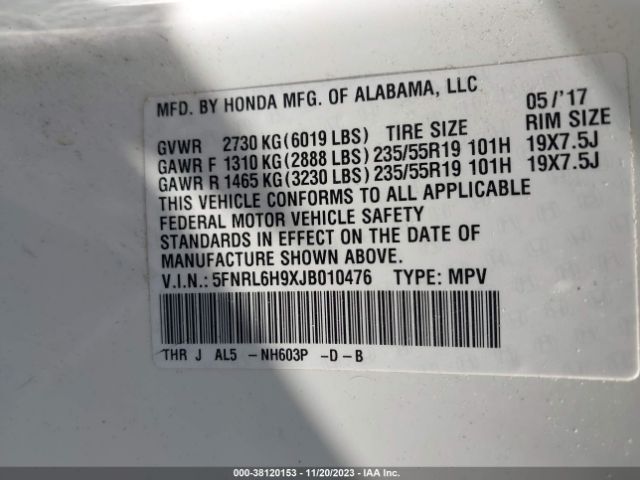 MFD. BY HONDA MFG. OF ALABAMA, LLC 05/'17
GVWR 2730 KG(6019 LBS) TIRE SIZE RIM SIZE
GAWR F 1310 KG(2888 LBS)235/55R19 101H 19X7.5J
GAWR R 1465 KG(3230 LBS)235/55R19 101H 19X7.5J
THIS VEHICLE CONFORMS TO ALL APPLICABLE
FEDERAL MOTOR VEHICLE SAFETY
STANDARDS IN EFFECT ON THE DATE OF
MANUFACTURE SHOWN ABOVE.
V.I.N.: 5FNRL6H9XJB010476 TYPE: MPV
THR J AL5 -NH603P -D-B
000-38120153 - 11/20/2023 - IAAI.com